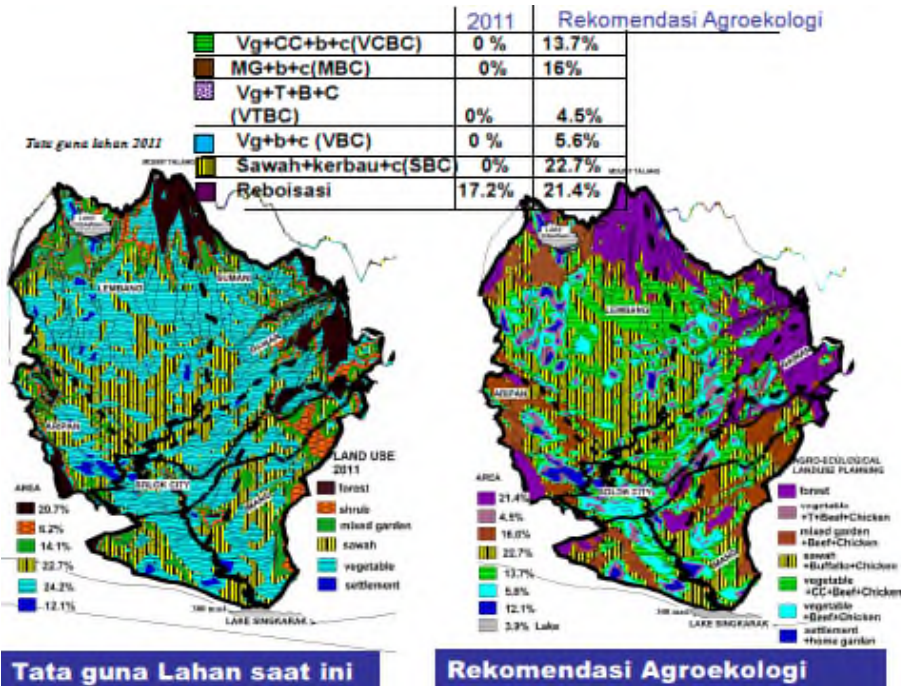 2011 Rekomendasi Agroekologi
Vg+CC+b+c(VCBC) 0 % 13.7%
MG+b+c(MBC) 0% 16%
Vg+T+B+C
(VTBC) 0% 4.5%
Vg+b+c (VBC) 0 % 5.6%
Sawah+kerbau+c(SBC) 0% 22.7%
Reboisasi 17.2% 21.4%
Tata guna lahan 2011
MOUNT TALANG
LEMBANG
SUMANI
GUMAI
ARIPAN
SOLOK CITY
LAKE SINGKARAK
LAND USE
2011
forest
shrub
mixed garden
sawah
vegetable
settlement
AREA
20.7%
6.2%
14.1%
22.7%
24.2%
12.1%
Tata guna Lahan saat ini
LEMBANG
ARIPAN
SOLOK CITY
LAKE SINGKARAK
AREA
21.4%
4.5%
16.0%
22.7%
13.7%
5.6%
12.1%
3.9% Lake
AGRO-ECOLOGICAL
LANDUSE PLANNING
forest
vegetable
+T+Beef+Chicken
mixed garden
+Beef+Chicken
sawah
+Buffallo+Chicken
vegetable
+CC+Beef+Chicken
vegetable
+Beef+Chicken
settlement
+home garden
Rekomendasi Agroekologi